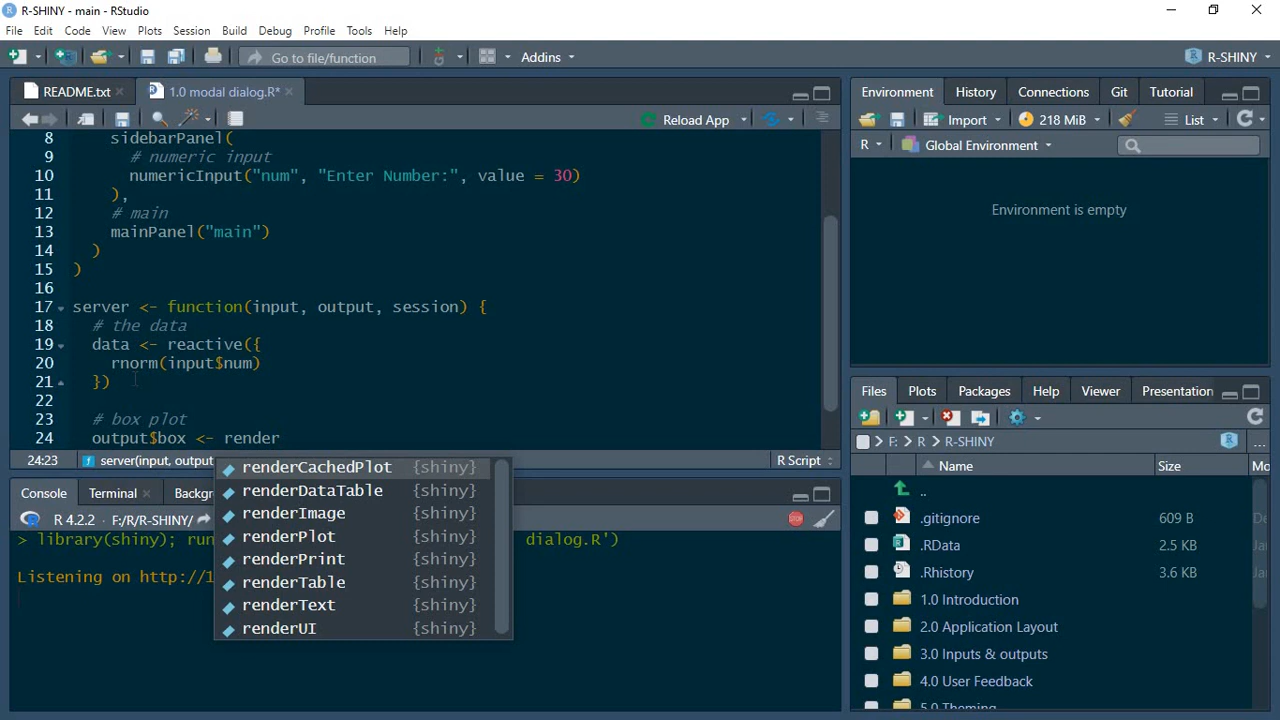 R-SHINY - main - RStudio
File Edit Code View Plots Session Build Debug Profile Tools Help
Go to file/function Addins R-SHINY
README.txt 1.0 modal dialog.R*
Reload App
8 sidebarPanel(
9 # numeric input
10 numericInput("num", "Enter Number:", value = 30)
11 ),
12 # main
13 mainPanel("main")
14 )
15 )
16
17 server <- function(input, output, session) {
18 # the data
19 data <- reactive({
20 rnorm(input$num)
21 })
22
23 # box plot
24 output$box <- render
24:23 server(input, output R Script
renderCachedPlot {shiny}
renderDataTable {shiny}
renderImage {shiny}
renderPlot {shiny}
renderPrint {shiny}
renderTable {shiny}
renderText {shiny}
renderUI {shiny}
Console Terminal Backgr
R 4.2.2 F:/R/R-SHINY/
> library(shiny); run dialog.R')
Listening on http://1
Environment History Connections Git Tutorial
Import 218 MiB List
R Global Environment
Environment is empty
Files Plots Packages Help Viewer Presentation
F: R R-SHINY ...
Name Size Mo
..
.gitignore 609 B De
.RData 2.5 KB Ja
.Rhistory 3.6 KB Ja
1.0 Introduction
2.0 Application Layout
3.0 Inputs & outputs
4.0 User Feedback
5.0 Theming